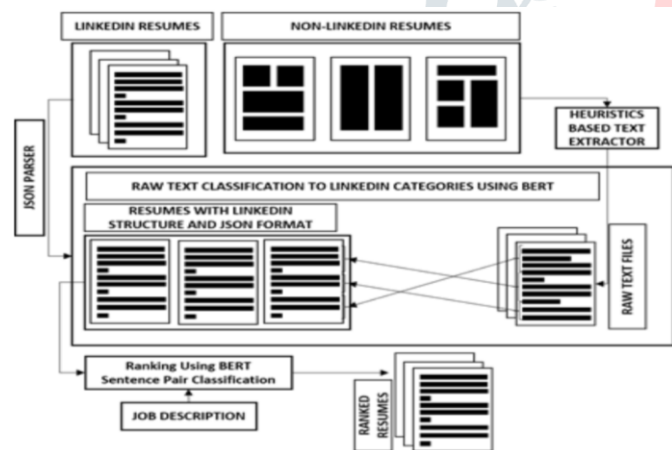 LINKEDIN RESUMES
NON-LINKEDIN RESUMES
JSON PARSER
HEURISTICS
BASED TEXT
EXTRACTOR
RAW TEXT CLASSIFICATION TO LINKEDIN CATEGORIES USING BERT
RESUMES WITH LINKEDIN
STRUCTURE AND JSON FORMAT
RAW TEXT FILES
Ranking Using BERT
Sentence Pair Classification
JOB DESCRIPTION
RANKED
RESUMES